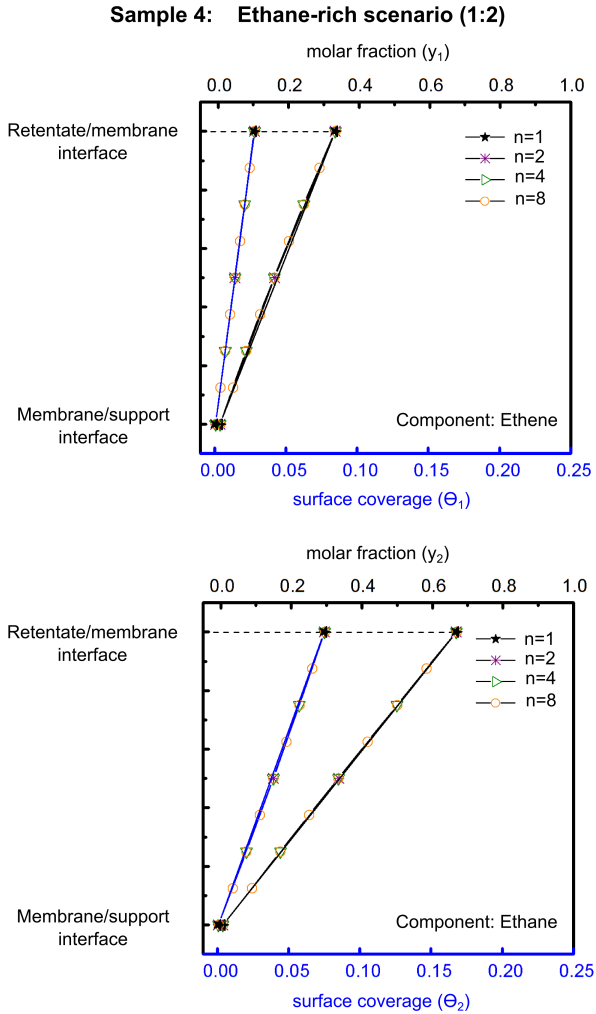 Sample 4: Ethane-rich scenario (1:2)
molar fraction (y₁)
0.0 0.2 0.4 0.6 0.8 1.0
Retentate/membrane
interface
n=1
n=2
n=4
n=8
Membrane/support
interface
Component: Ethene
0.00 0.05 0.10 0.15 0.20 0.25
surface coverage (Θ₁)
molar fraction (y₂)
0.0 0.2 0.4 0.6 0.8 1.0
Retentate/membrane
interface
n=1
n=2
n=4
n=8
Membrane/support
interface
Component: Ethane
0.00 0.05 0.10 0.15 0.20 0.25
surface coverage (Θ₂)